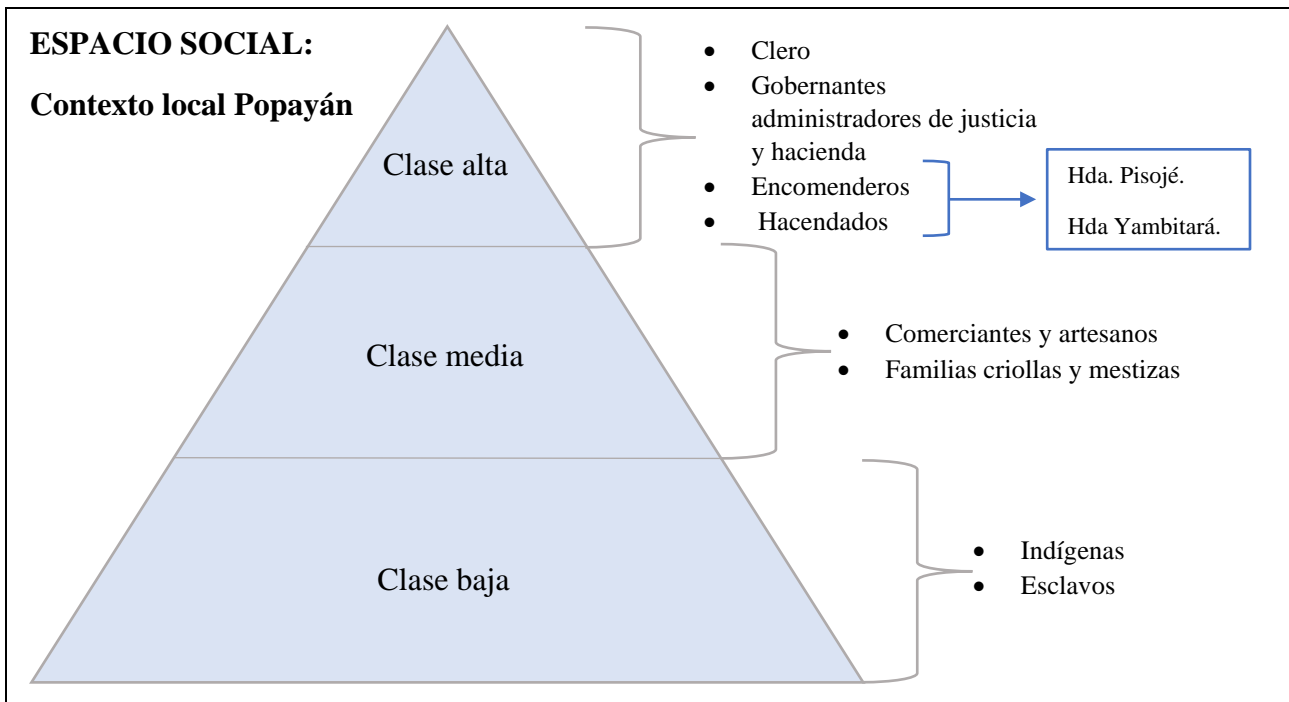 ESPACIO SOCIAL:
Contexto local Popayán
Clase alta
• Clero
• Gobernantes
administradores de justicia
y hacienda
• Encomenderos
• Hacendados
Hda. Pisojé.
Hda Yambitará.
Clase media
• Comerciantes y artesanos
• Familias criollas y mestizas
Clase baja
• Indígenas
• Esclavos